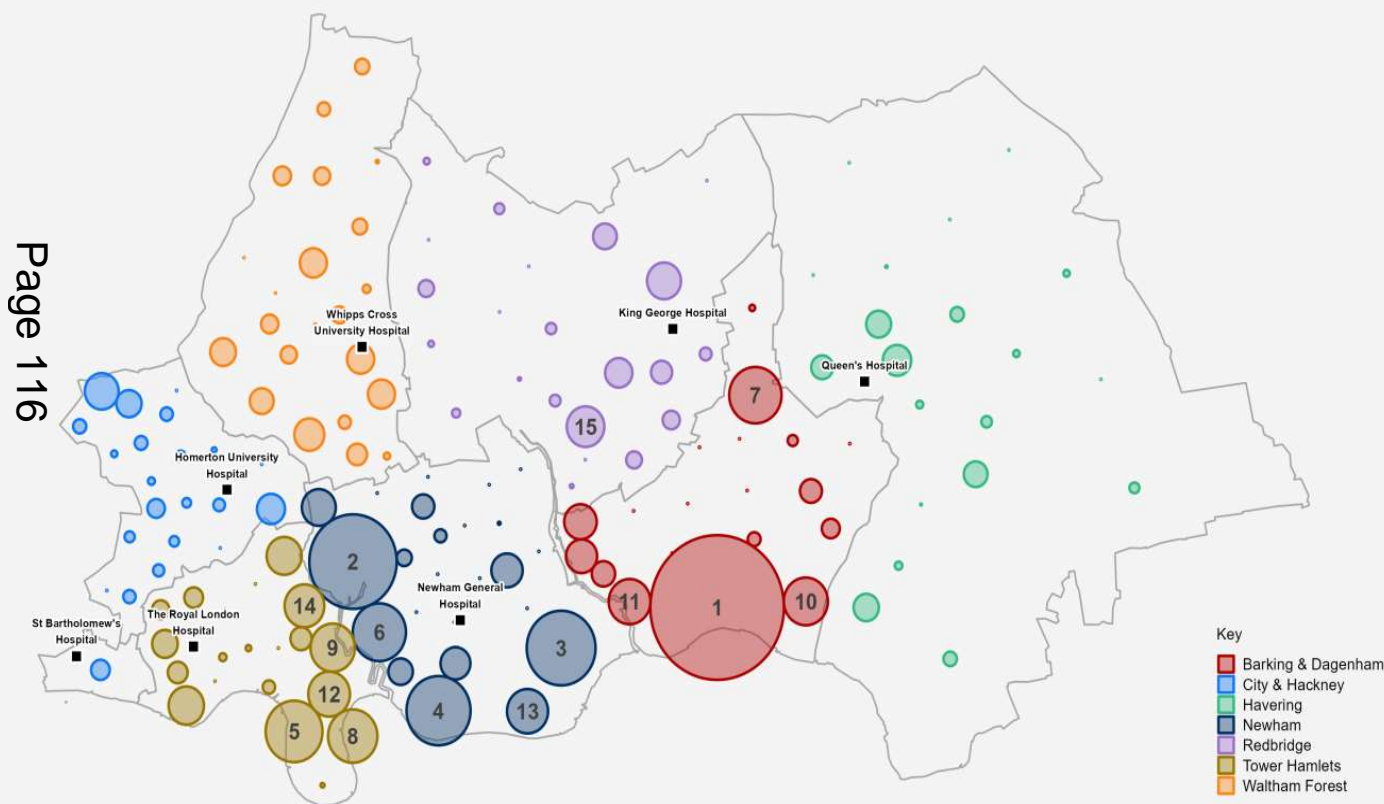 Page 116
Whipps Cross
University Hospital
King George Hospital
Queen's Hospital
7
15
Homerton University
Hospital
2
Newham General
Hospital
14
11
1
10
St Bartholomew's
Hospital
The Royal London
Hospital
6
9
3
12
5
8
4
13
Key
Barking & Dagenham
City & Hackney
Havering
Newham
Redbridge
Tower Hamlets
Waltham Forest